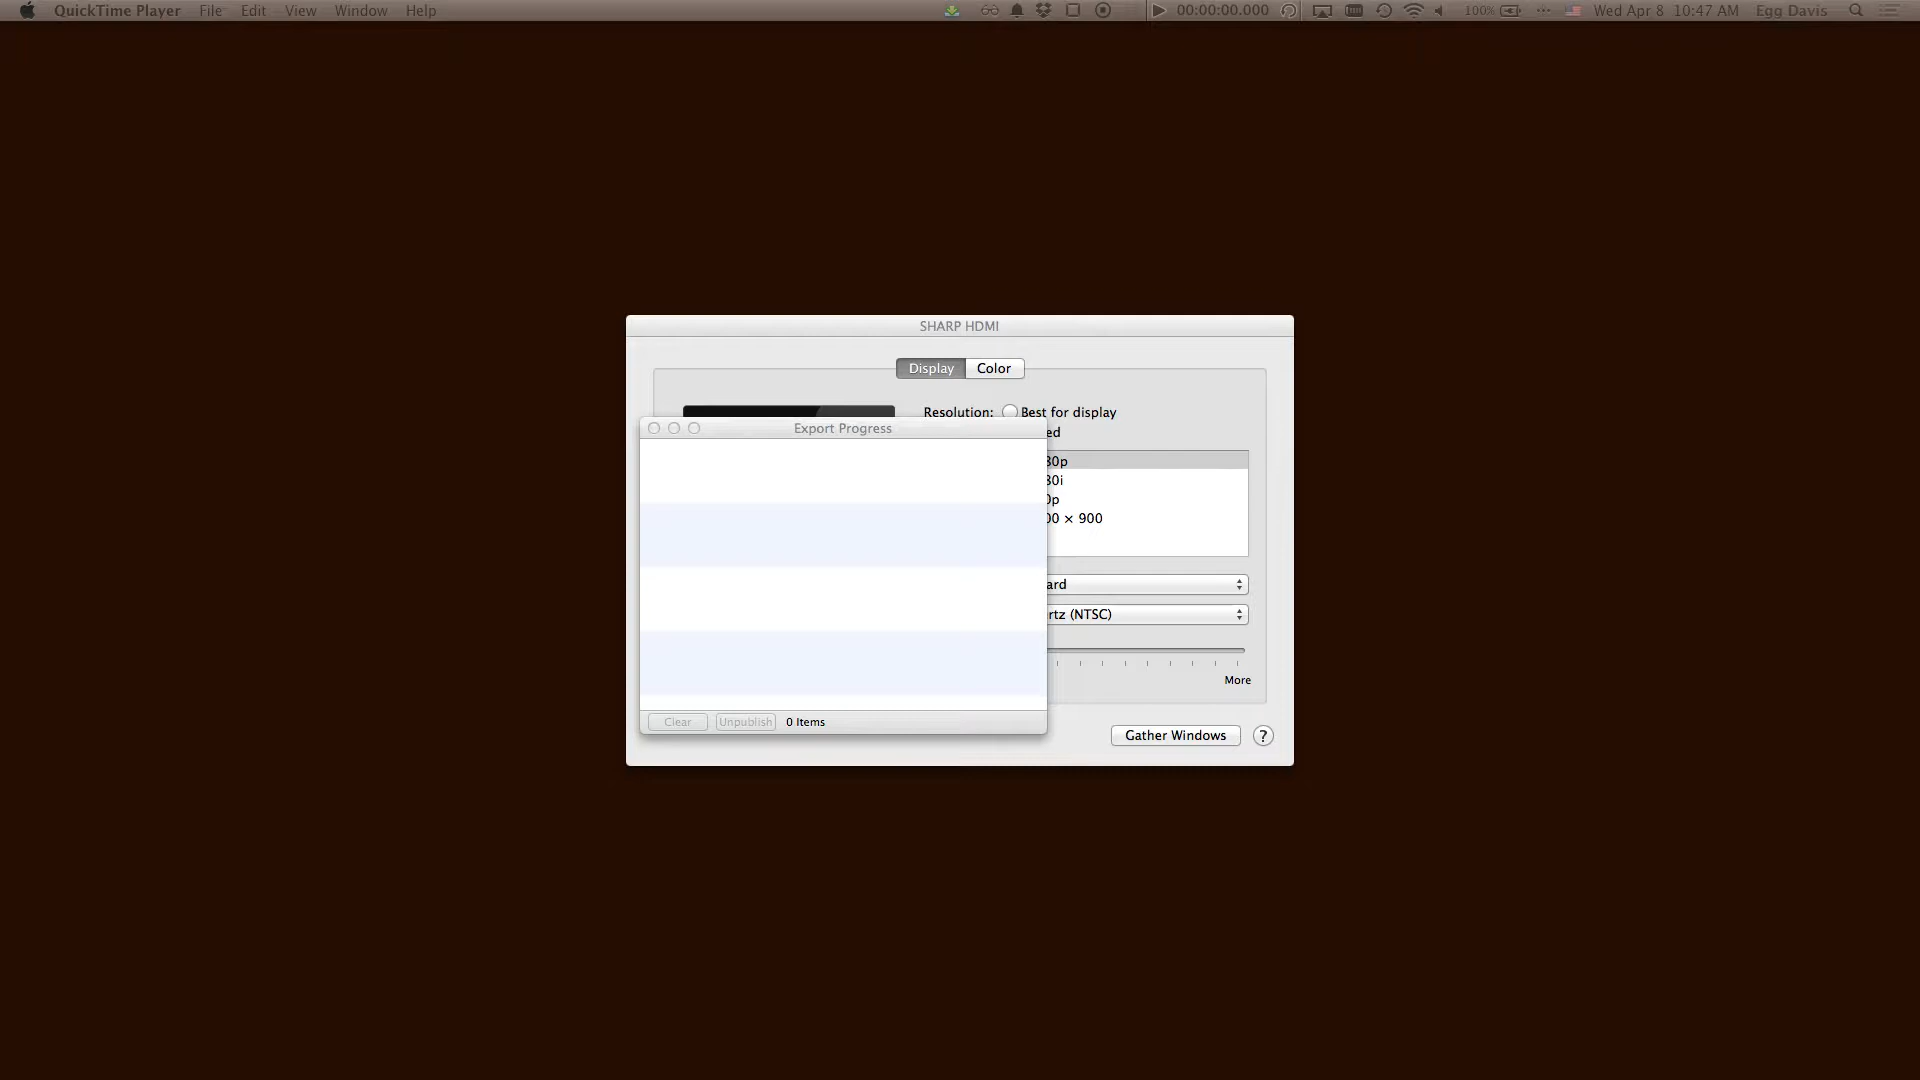 QuickTime Player File Edit View Window Help 00:00:00.000 100% Wed Apr 8 10:47 AM Egg Davis
SHARP HDMI
Display Color
Resolution: Best for display
ed
80p
80i
0p
00 × 900
ard
rtz (NTSC)
More
Gather Windows ?
Export Progress
Clear Unpublish 0 Items